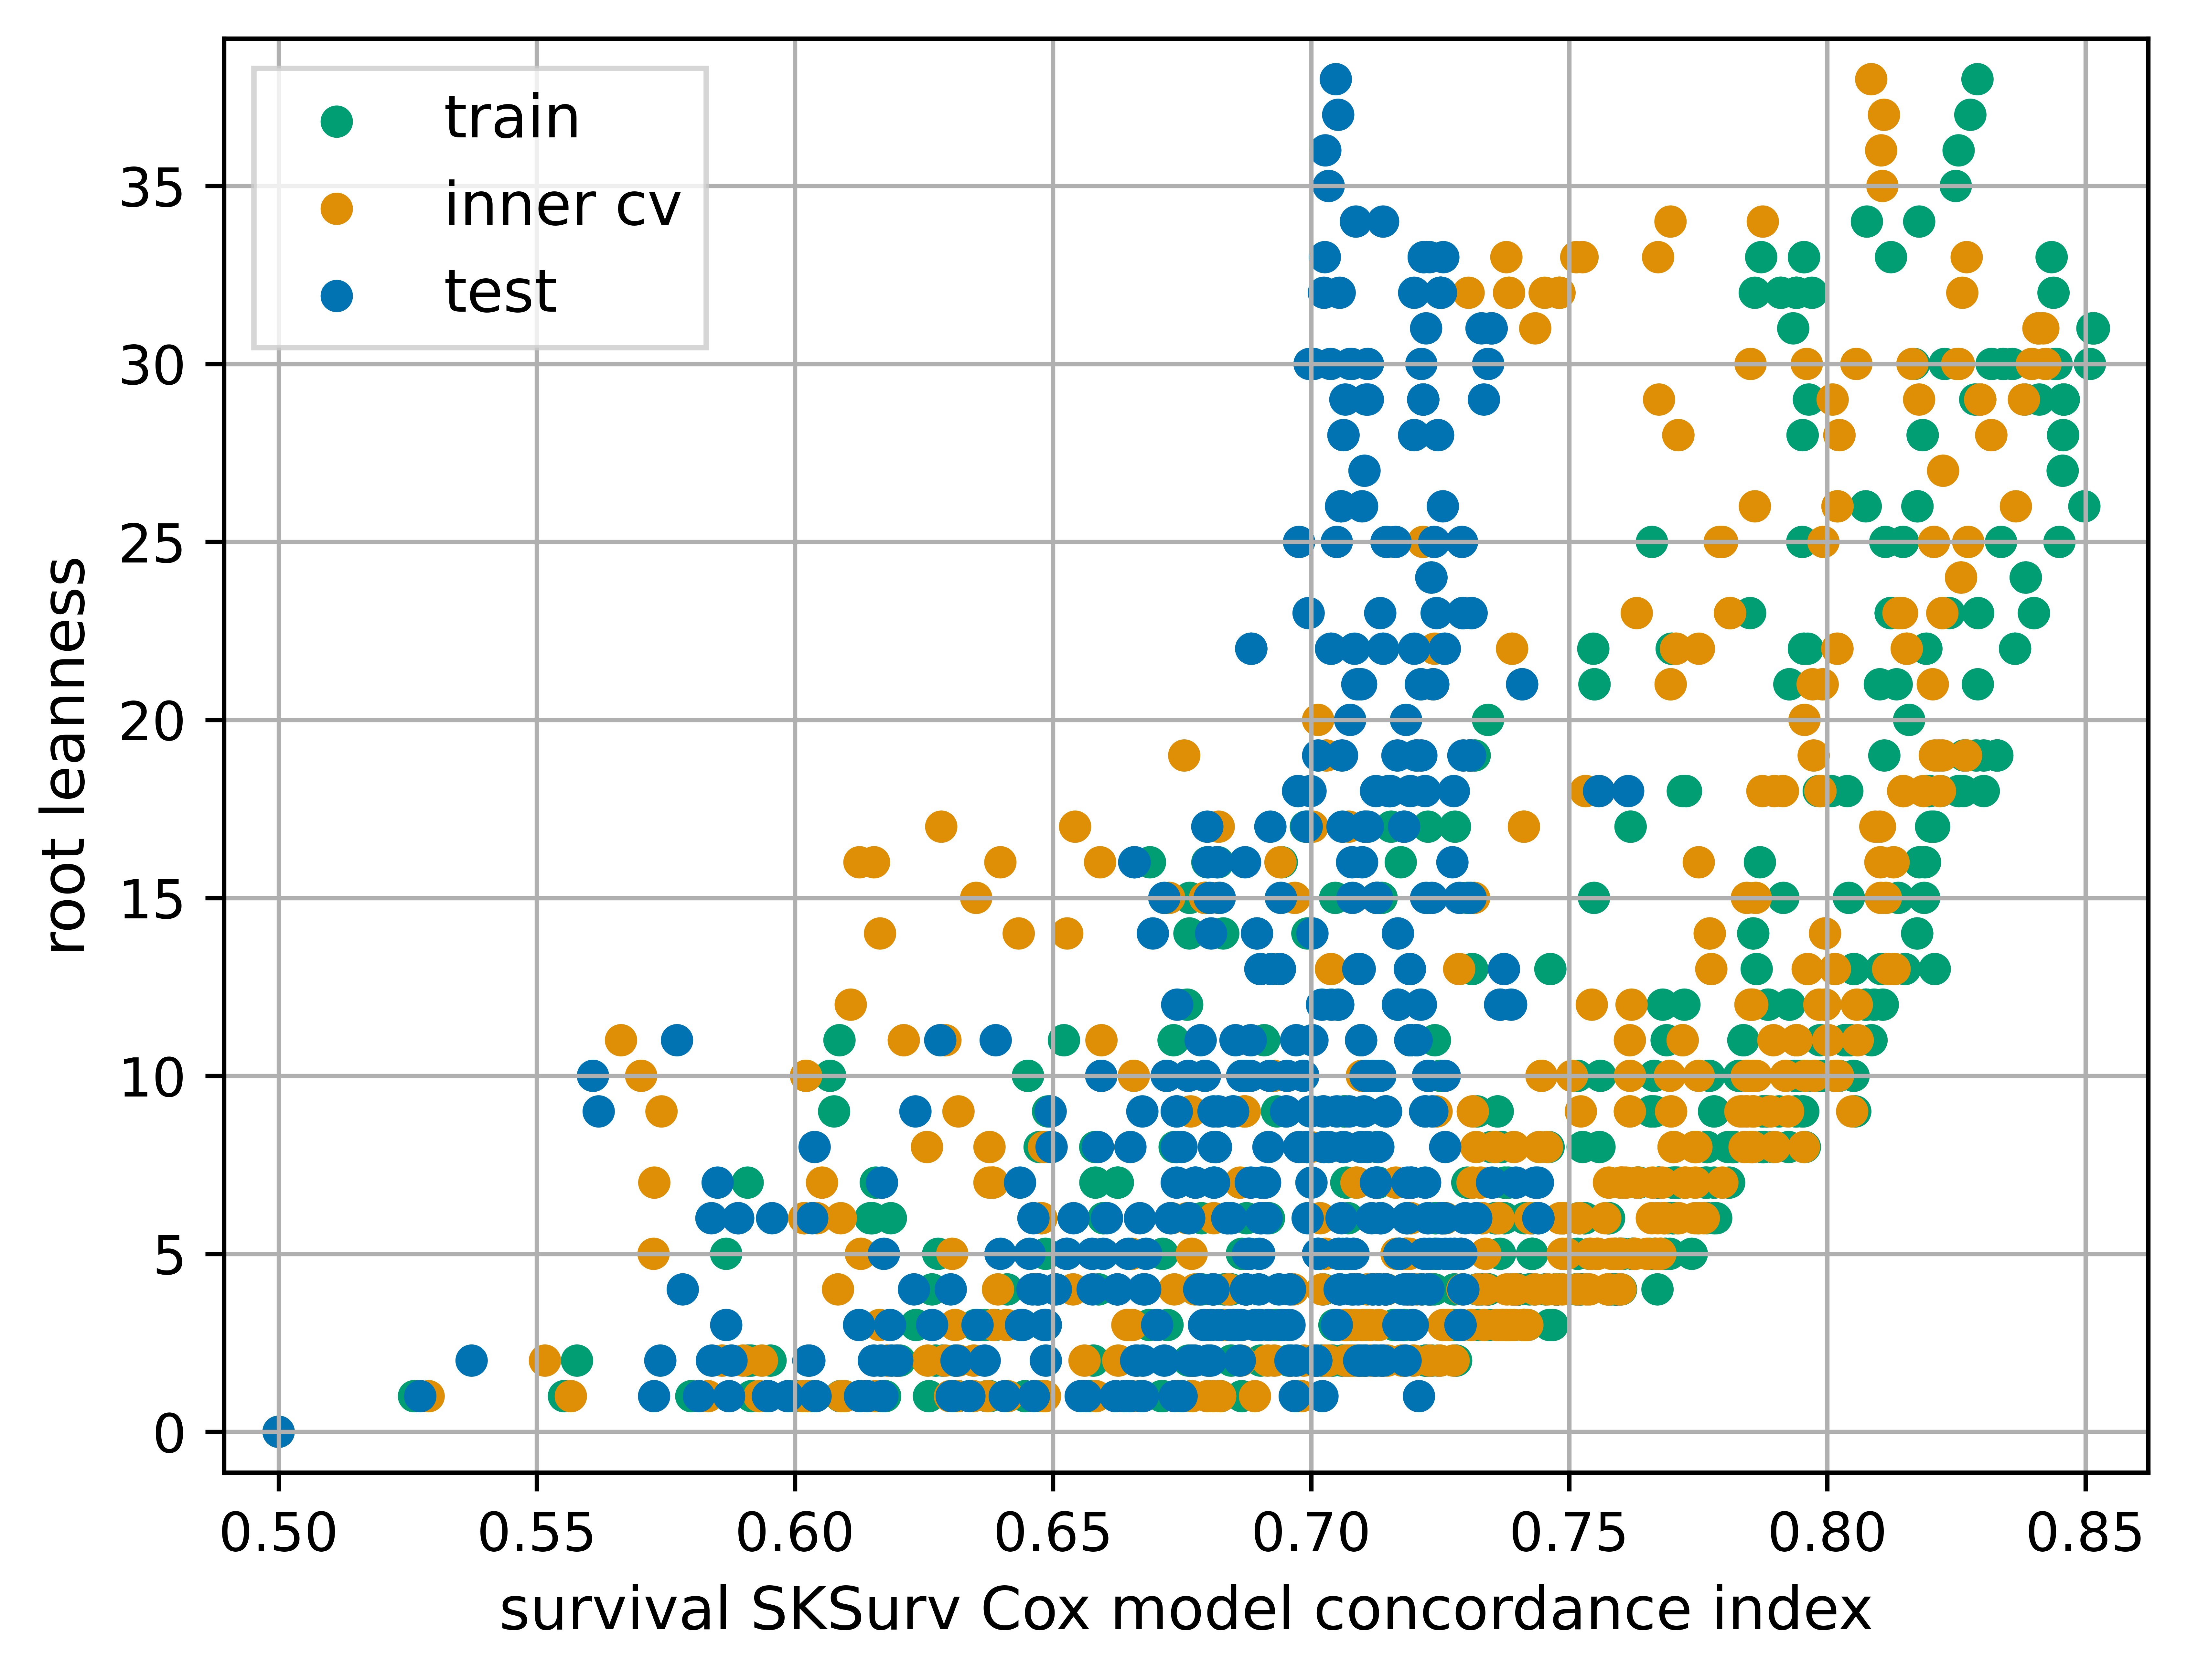 train
inner cv
test
35
30
25
20
15
10
5
0
root leanness
0.50 0.55 0.60 0.65 0.70 0.75 0.80 0.85
survival SKSurv Cox model concordance index